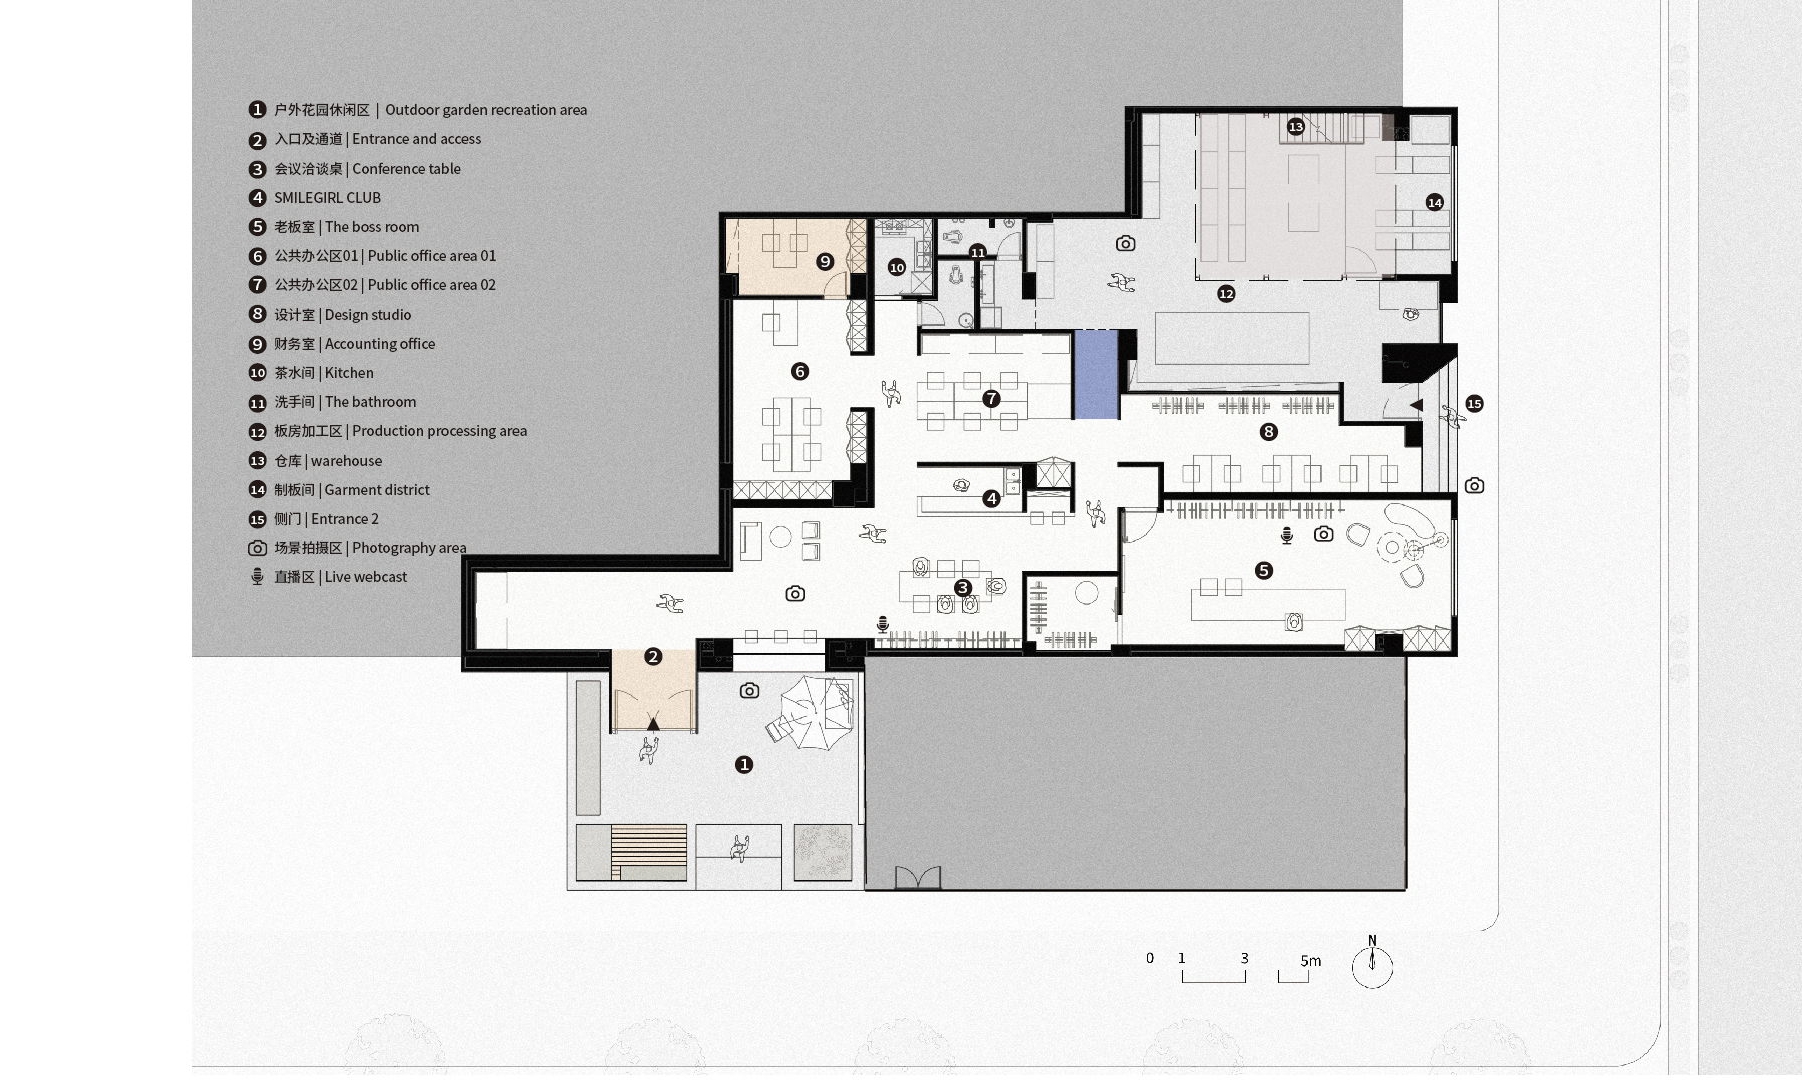 1 户外花园休闲区 | Outdoor garden recreation area
2 入口及通道 | Entrance and access
3 会议洽谈桌 | Conference table
4 SMILEGIRL CLUB
5 老板室 | The boss room
6 公共办公区01 | Public office area 01
7 公共办公区02 | Public office area 02
8 设计室 | Design studio
9 财务室 | Accounting office
10 茶水间 | Kitchen
11 洗手间 | The bathroom
12 板房加工区 | Production processing area
13 仓库 | warehouse
14 制板间 | Garment district
15 侧门 | Entrance 2
场景拍摄区 | Photography area
直播区 | Live webcast
13
14
9
10
11
12
6
7
15
8
4
5
3
2
1
N
0 1 3 5m